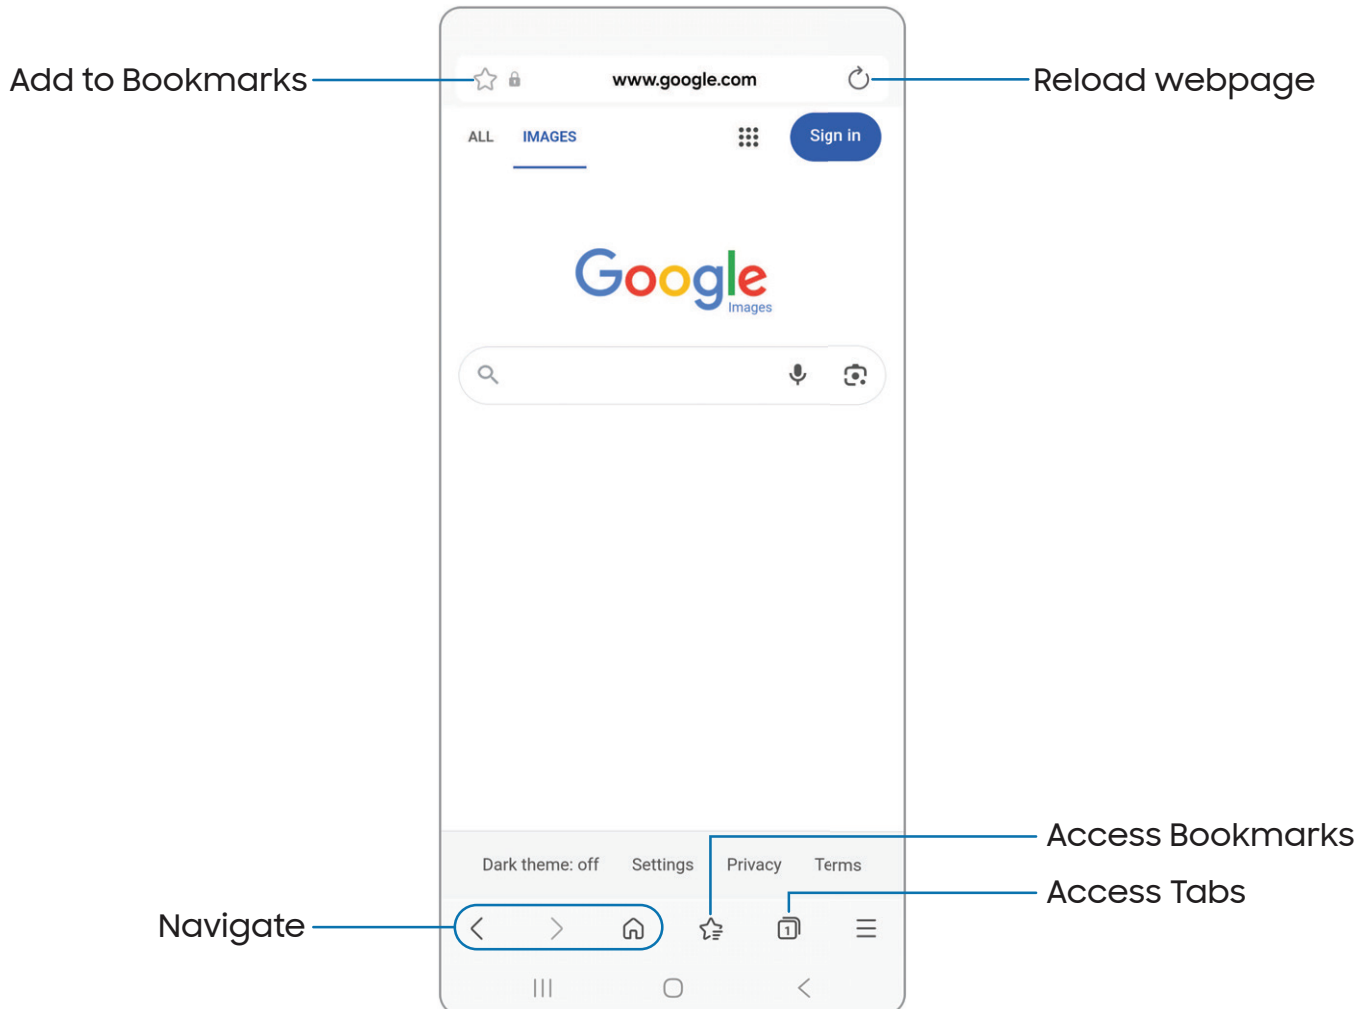 Add to Bookmarks
www.google.com
Reload webpage
ALL IMAGES
Sign in
Google
Images
Access Bookmarks
Dark theme: off Settings Privacy Terms
Access Tabs
Navigate
1